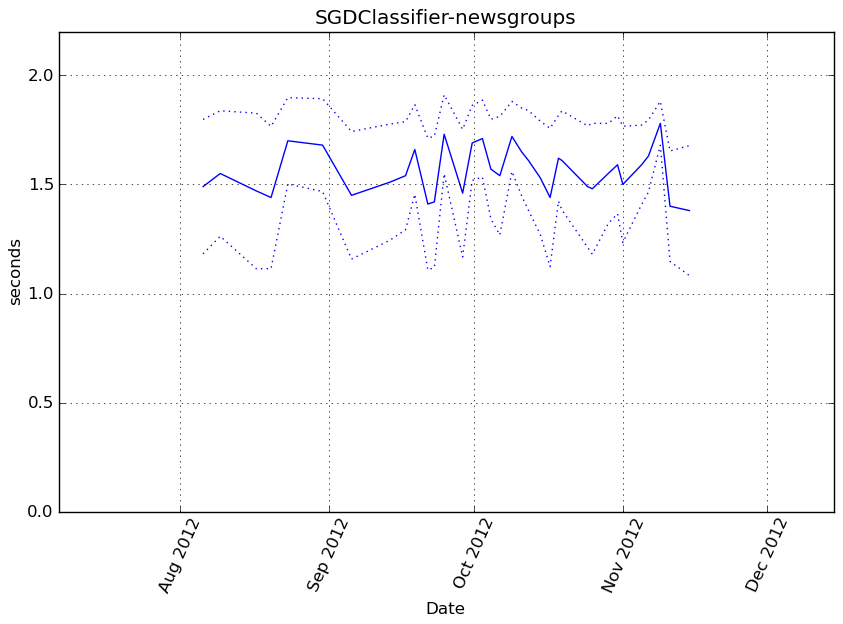 SGDClassifier-newsgroups
2.0
1.5
1.0
0.5
0.0
seconds
Aug 2012
Sep 2012
Oct 2012
Nov 2012
Dec 2012
Date